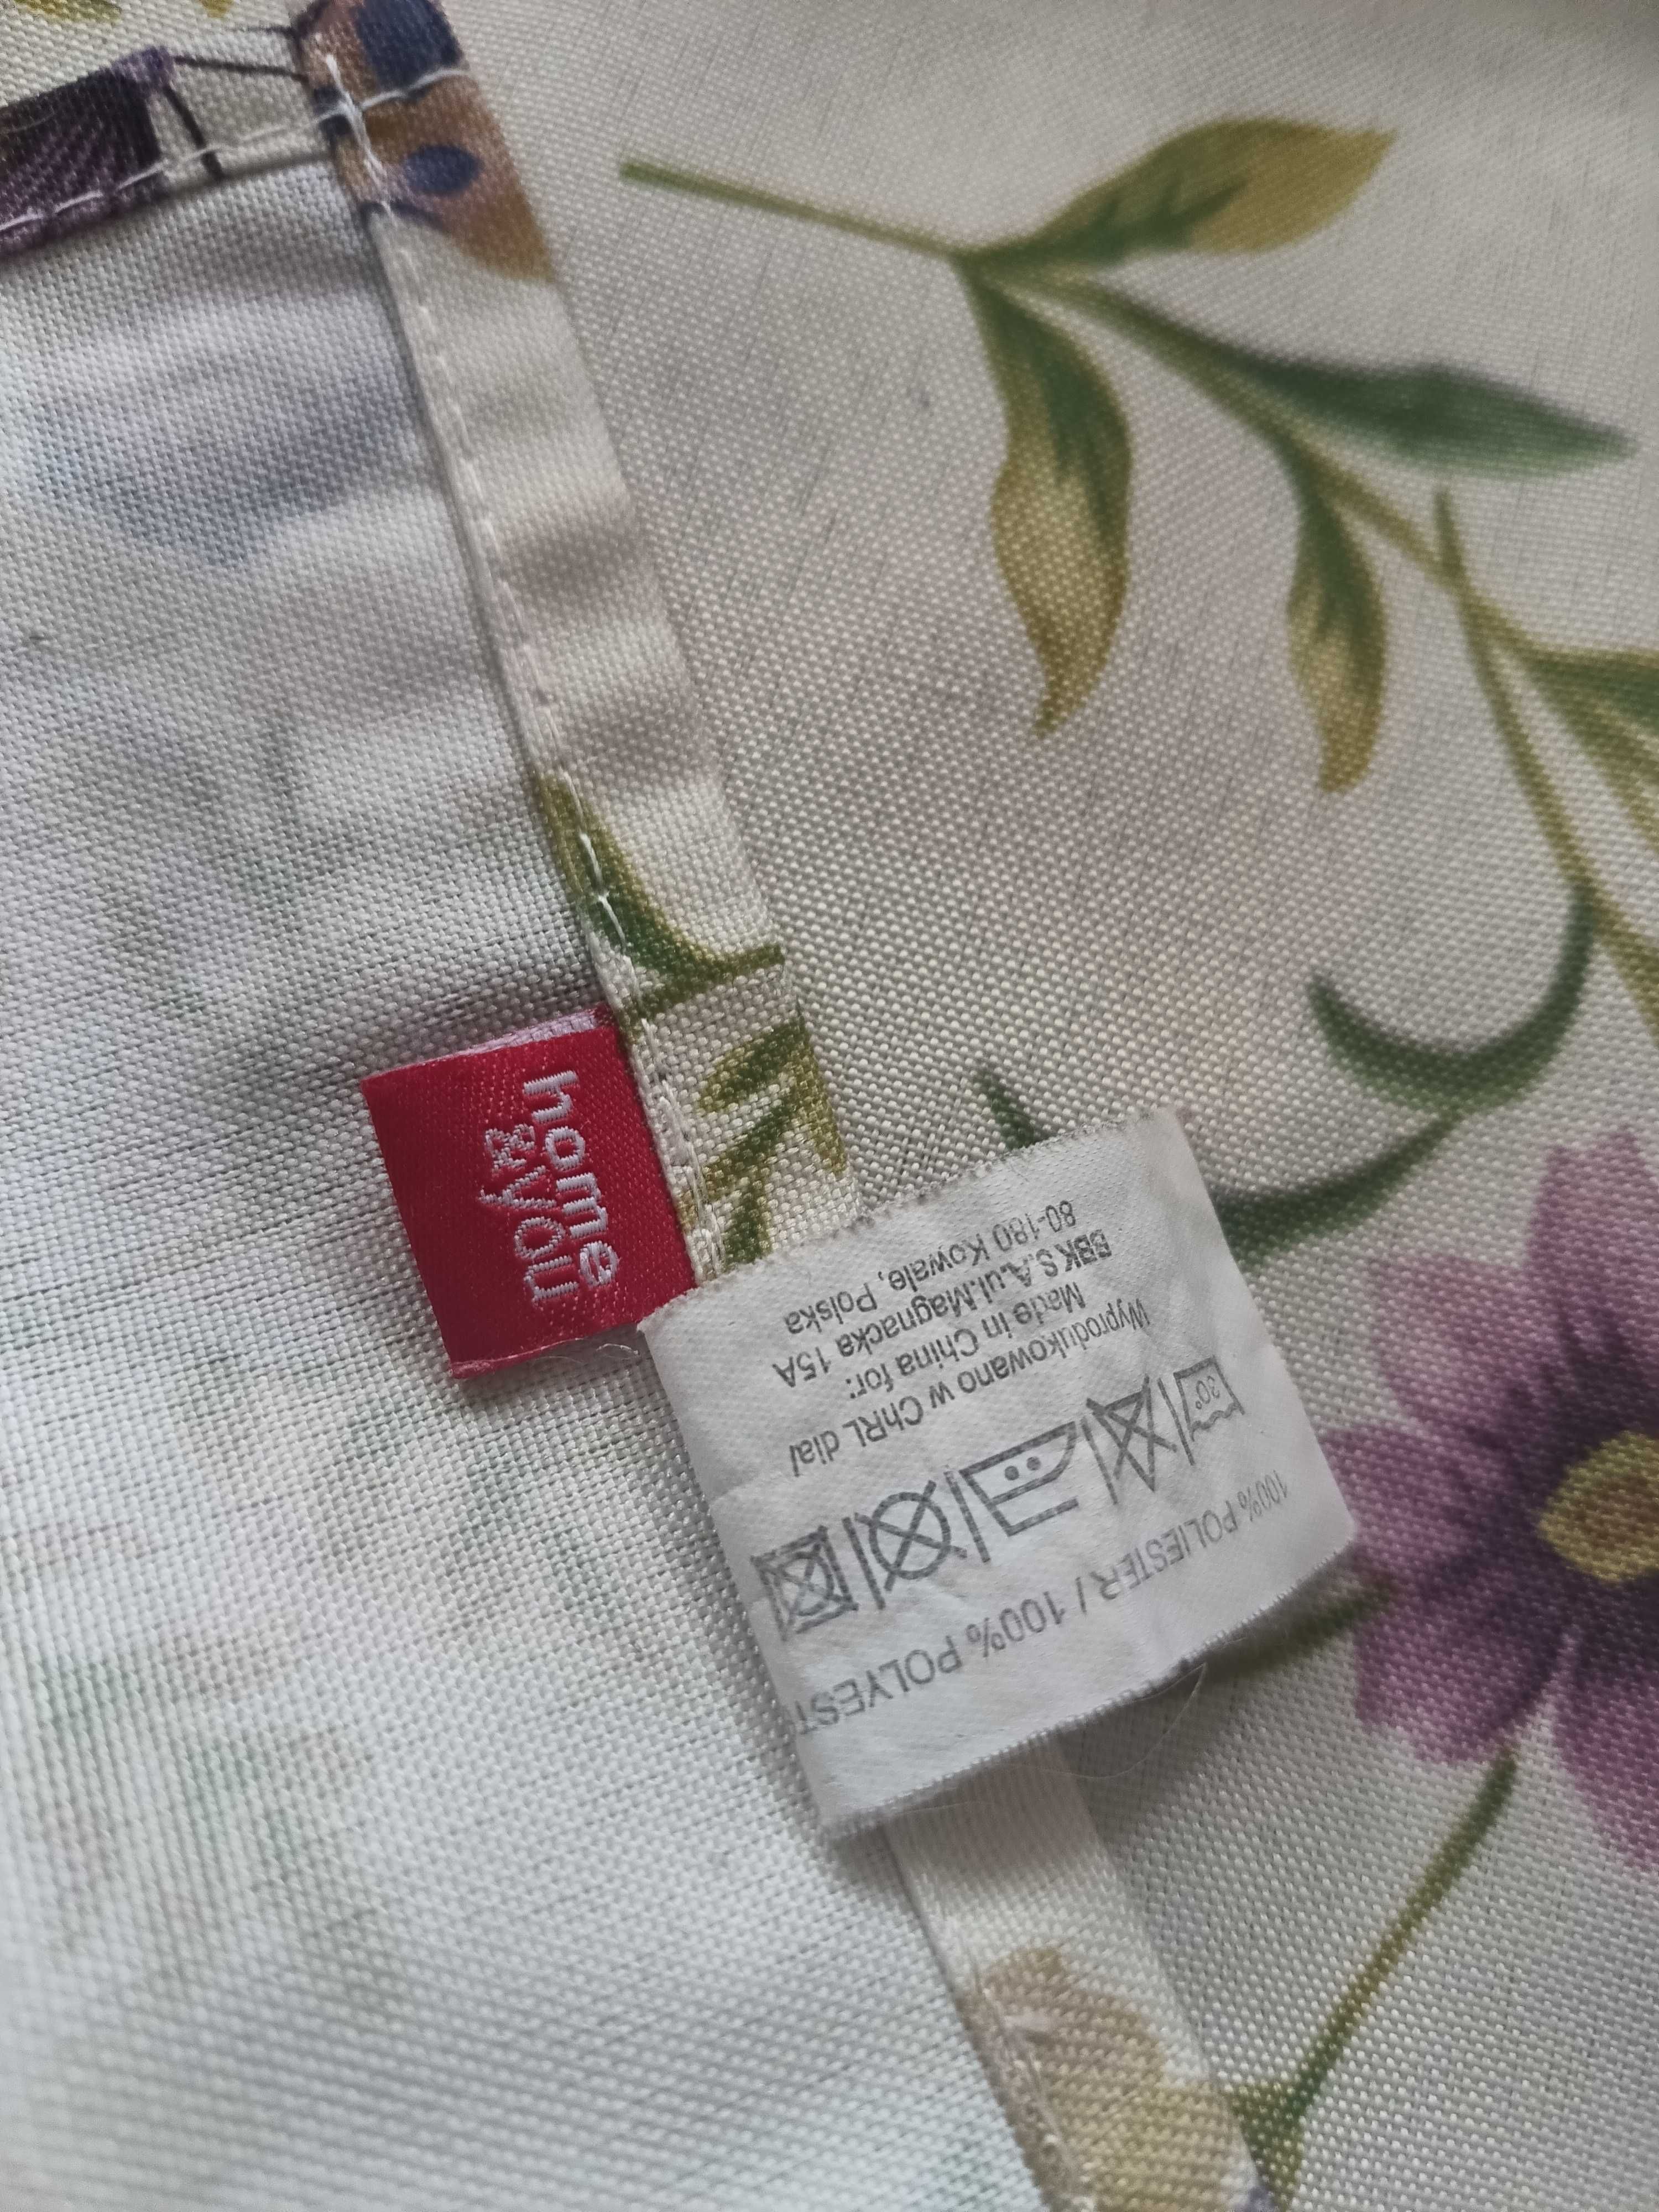 home
&you
100% POLIESTER / 100% POLYEST
30°
Wyprodukowano w ChRL dla/
Made in China for:
BBK S.A.ul.Magnacka 15A
80-180 Kowale, Polska